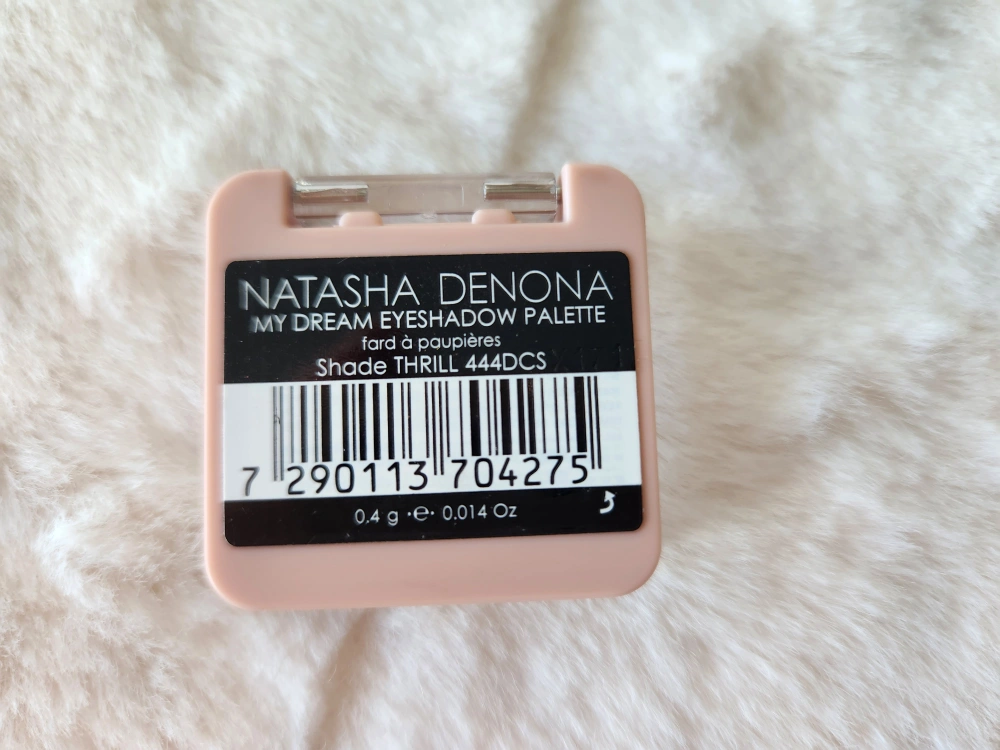 NATASHA DENONA
MY DREAM EYESHADOW PALETTE
fard à paupières
Shade THRILL 444DCS
7 290113 704275
0.4 g ·e· 0.014 Oz